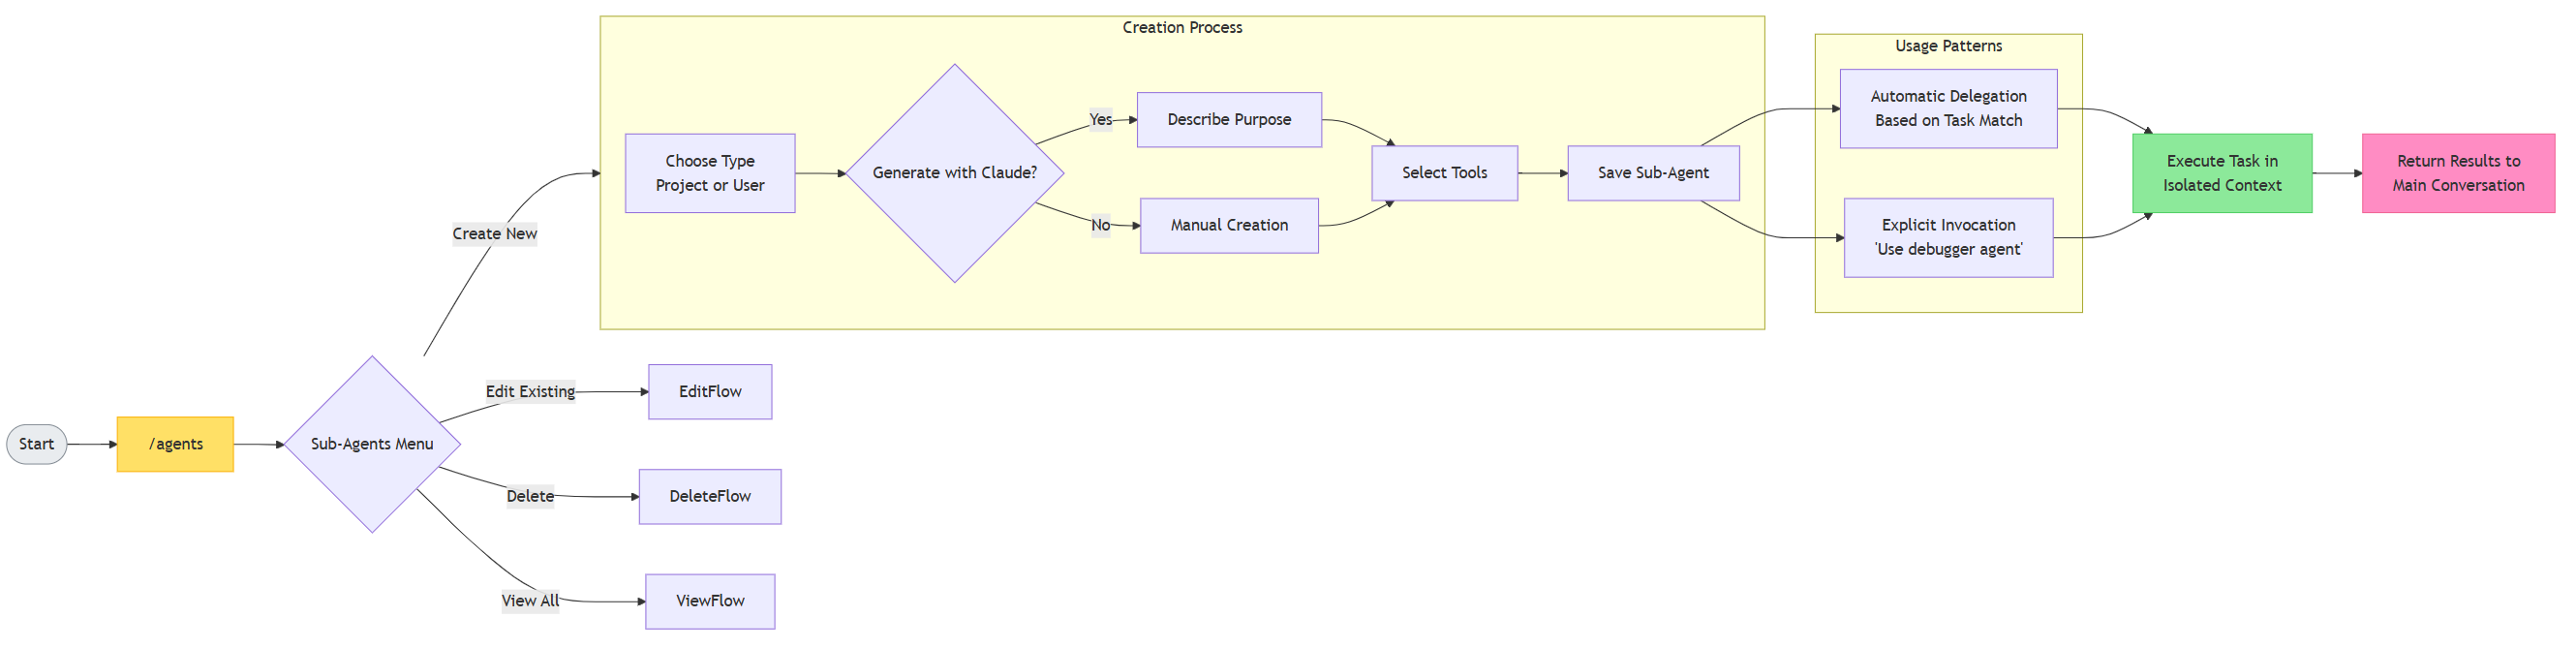 Start
/agents
Sub-Agents Menu
Create New
Edit Existing
Delete
View All
EditFlow
DeleteFlow
ViewFlow
Creation Process
Choose Type
Project or User
Generate with Claude?
Yes
No
Describe Purpose
Manual Creation
Select Tools
Save Sub-Agent
Usage Patterns
Automatic Delegation
Based on Task Match
Explicit Invocation
'Use debugger agent'
Execute Task in
Isolated Context
Return Results to
Main Conversation